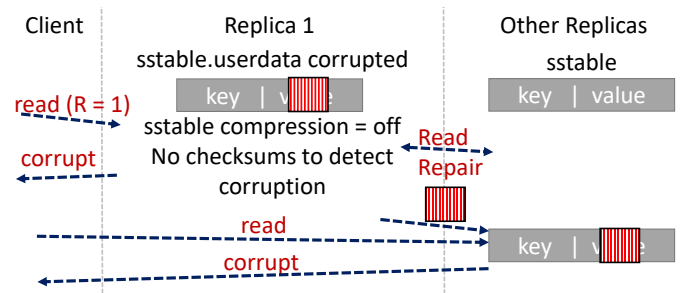 Client
Replica 1
Other Replicas
sstable.userdata corrupted
sstable
key | value
key | value
read (R = 1)
sstable compression = off
No checksums to detect
corruption
corrupt
Read
Repair
read
key | value
corrupt